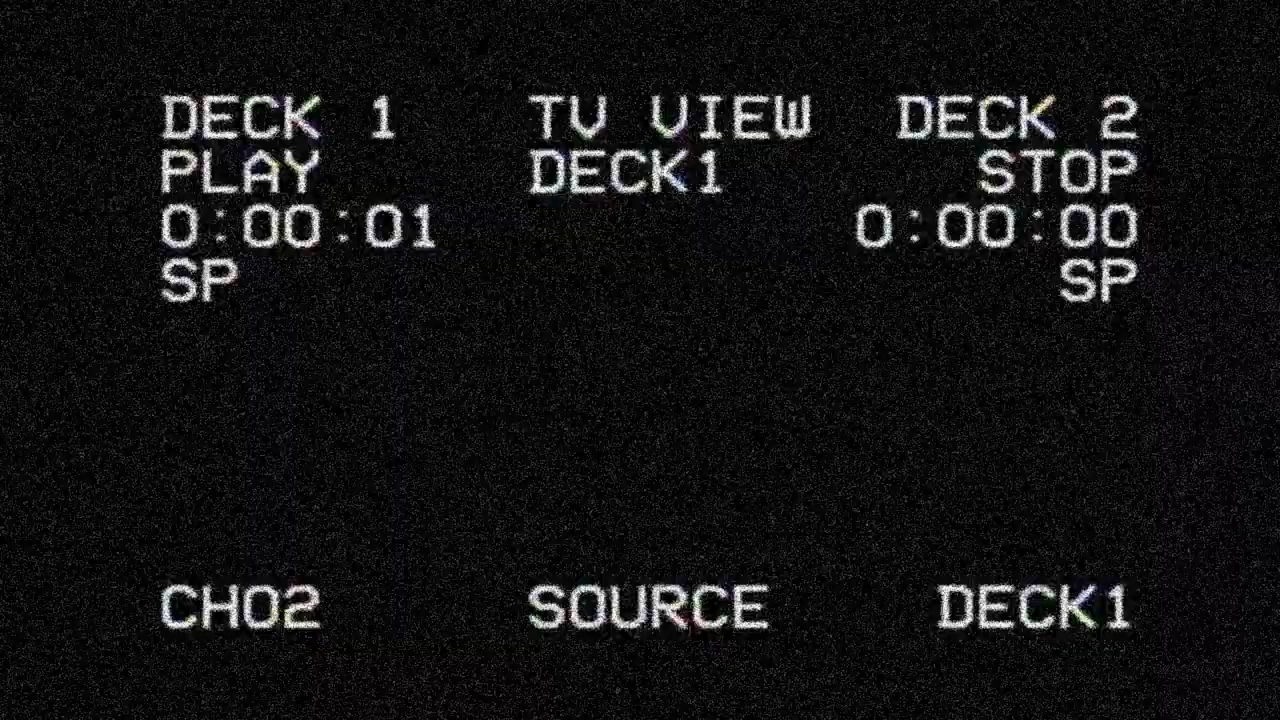 DECK 1 TV VIEW DECK 2
PLAY DECK1 STOP
0:00:01 0:00:00
SP SP
CH02 SOURCE DECK1